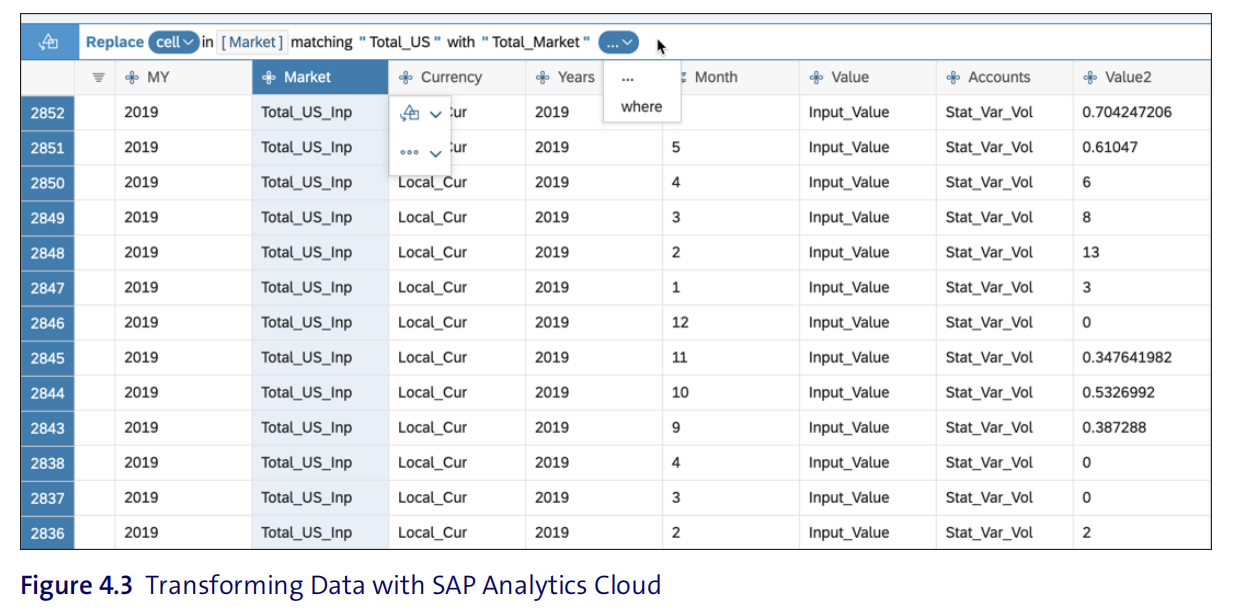 Replace cell in [ Market ] matching " Total_US " with " Total_Market " ...
MY Market Currency Years ... Month Value Accounts Value2
where
2852 2019 Total_US_Inp ur 2019 Input_Value Stat_Var_Vol 0.704247206
2851 2019 Total_US_Inp ur 2019 5 Input_Value Stat_Var_Vol 0.61047
2850 2019 Total_US_Inp Local_Cur 2019 4 Input_Value Stat_Var_Vol 6
2849 2019 Total_US_Inp Local_Cur 2019 3 Input_Value Stat_Var_Vol 8
2848 2019 Total_US_Inp Local_Cur 2019 2 Input_Value Stat_Var_Vol 13
2847 2019 Total_US_Inp Local_Cur 2019 1 Input_Value Stat_Var_Vol 3
2846 2019 Total_US_Inp Local_Cur 2019 12 Input_Value Stat_Var_Vol 0
2845 2019 Total_US_Inp Local_Cur 2019 11 Input_Value Stat_Var_Vol 0.347641982
2844 2019 Total_US_Inp Local_Cur 2019 10 Input_Value Stat_Var_Vol 0.5326992
2843 2019 Total_US_Inp Local_Cur 2019 9 Input_Value Stat_Var_Vol 0.387288
2838 2019 Total_US_Inp Local_Cur 2019 4 Input_Value Stat_Var_Vol 0
2837 2019 Total_US_Inp Local_Cur 2019 3 Input_Value Stat_Var_Vol 0
2836 2019 Total_US_Inp Local_Cur 2019 2 Input_Value Stat_Var_Vol 2
Figure 4.3 Transforming Data with SAP Analytics Cloud